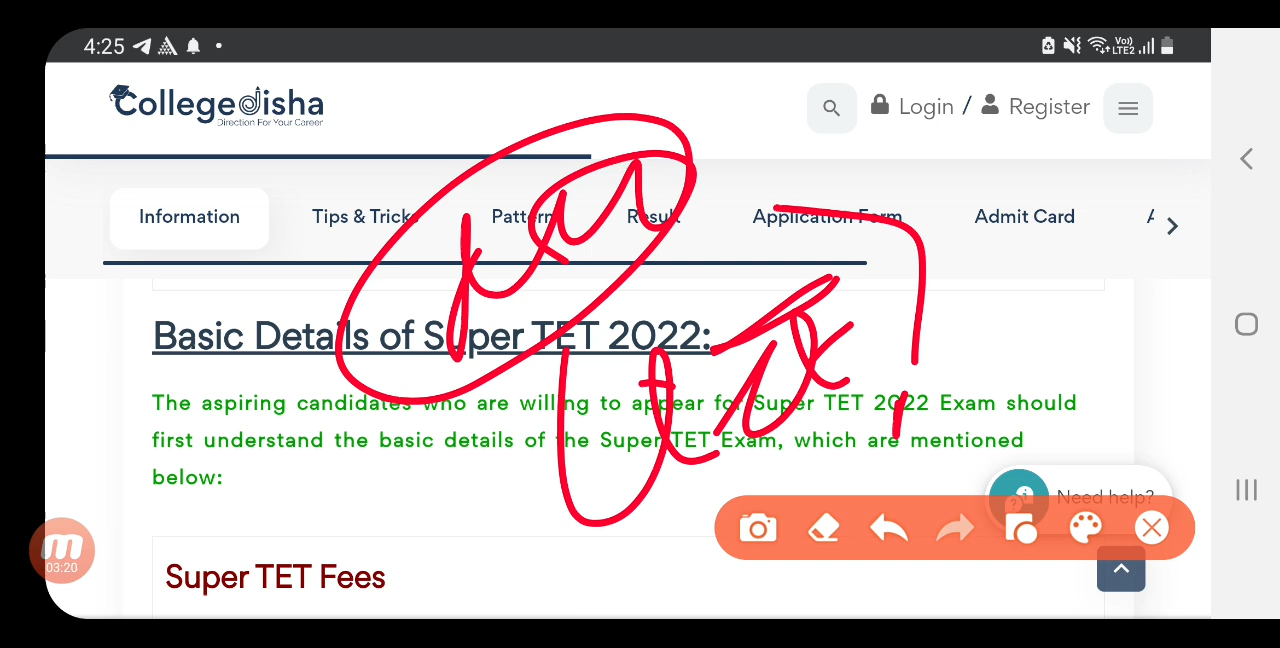 4:25
Vo))
LTE2
Collegedisha
Direction For Your Career
Login / Register
Information Tips & Tricks Pattern Result Application Form Admit Card
Basic Details of Super TET 2022:
The aspiring candidates who are willing to appear for Super TET 2022 Exam should
first understand the basic details of the Super TET Exam, which are mentioned
below:
Need help?
03:20
Super TET Fees